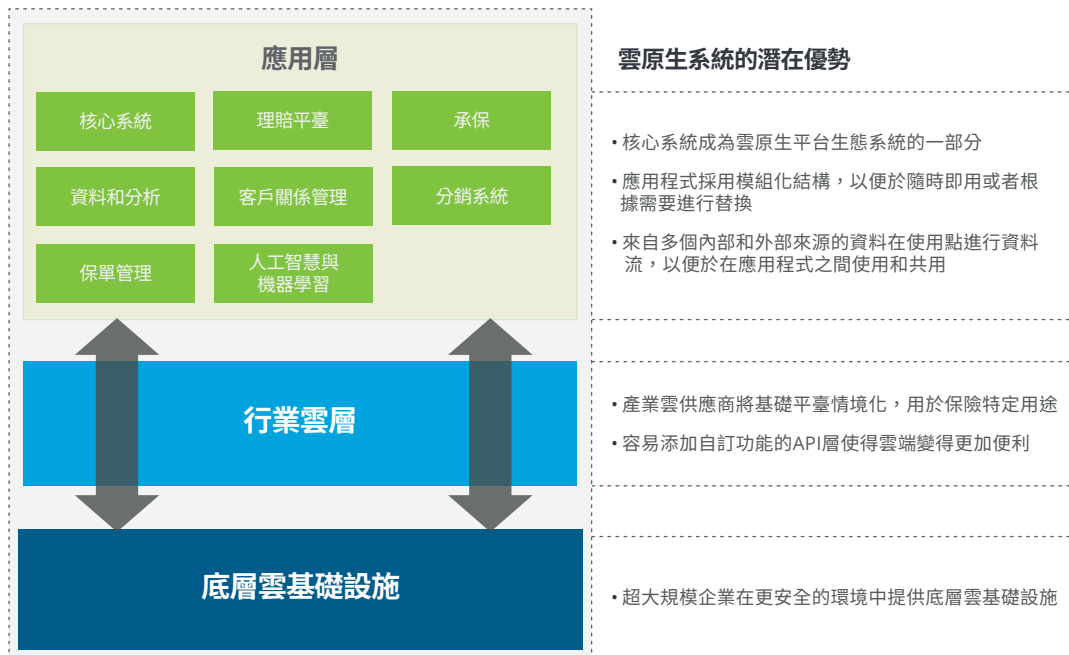 應用層
核心系統
理賠平臺
承保
資料和分析
客戶關係管理
分銷系統
保單管理
人工智慧與
機器學習
行業雲層
底層雲基礎設施
雲原生系統的潛在優勢
• 核心系統成為雲原生平台生態系統的一部分
• 應用程式採用模組化結構，以便於隨時即用或者根
據需要進行替換
• 來自多個內部和外部來源的資料在使用點進行資料
流，以便於在應用程式之間使用和共用
• 產業雲供應商將基礎平臺情境化，用於保險特定用途
• 容易添加自訂功能的API層使得雲端變得更加便利
• 超大規模企業在更安全的環境中提供底層雲基礎設施